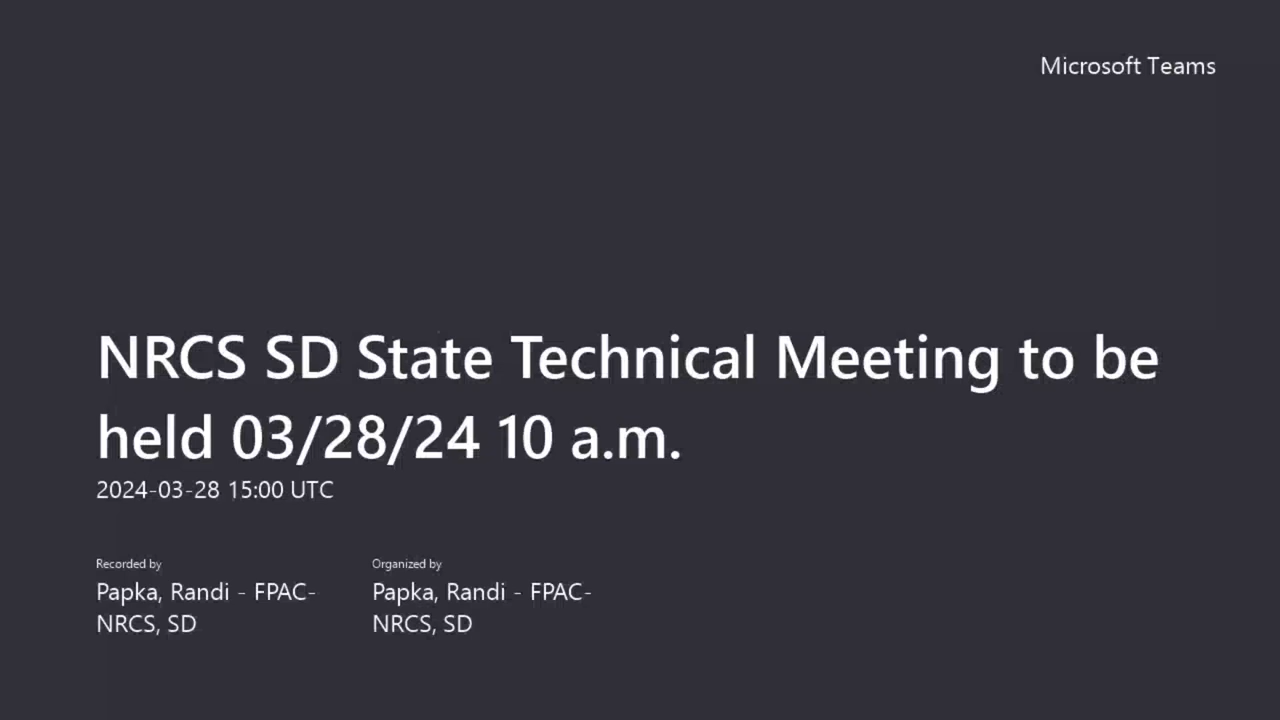 Microsoft Teams
NRCS SD State Technical Meeting to be
held 03/28/24 10 a.m.
2024-03-28 15:00 UTC
Recorded by
Papka, Randi - FPAC-
NRCS, SD
Organized by
Papka, Randi - FPAC-
NRCS, SD